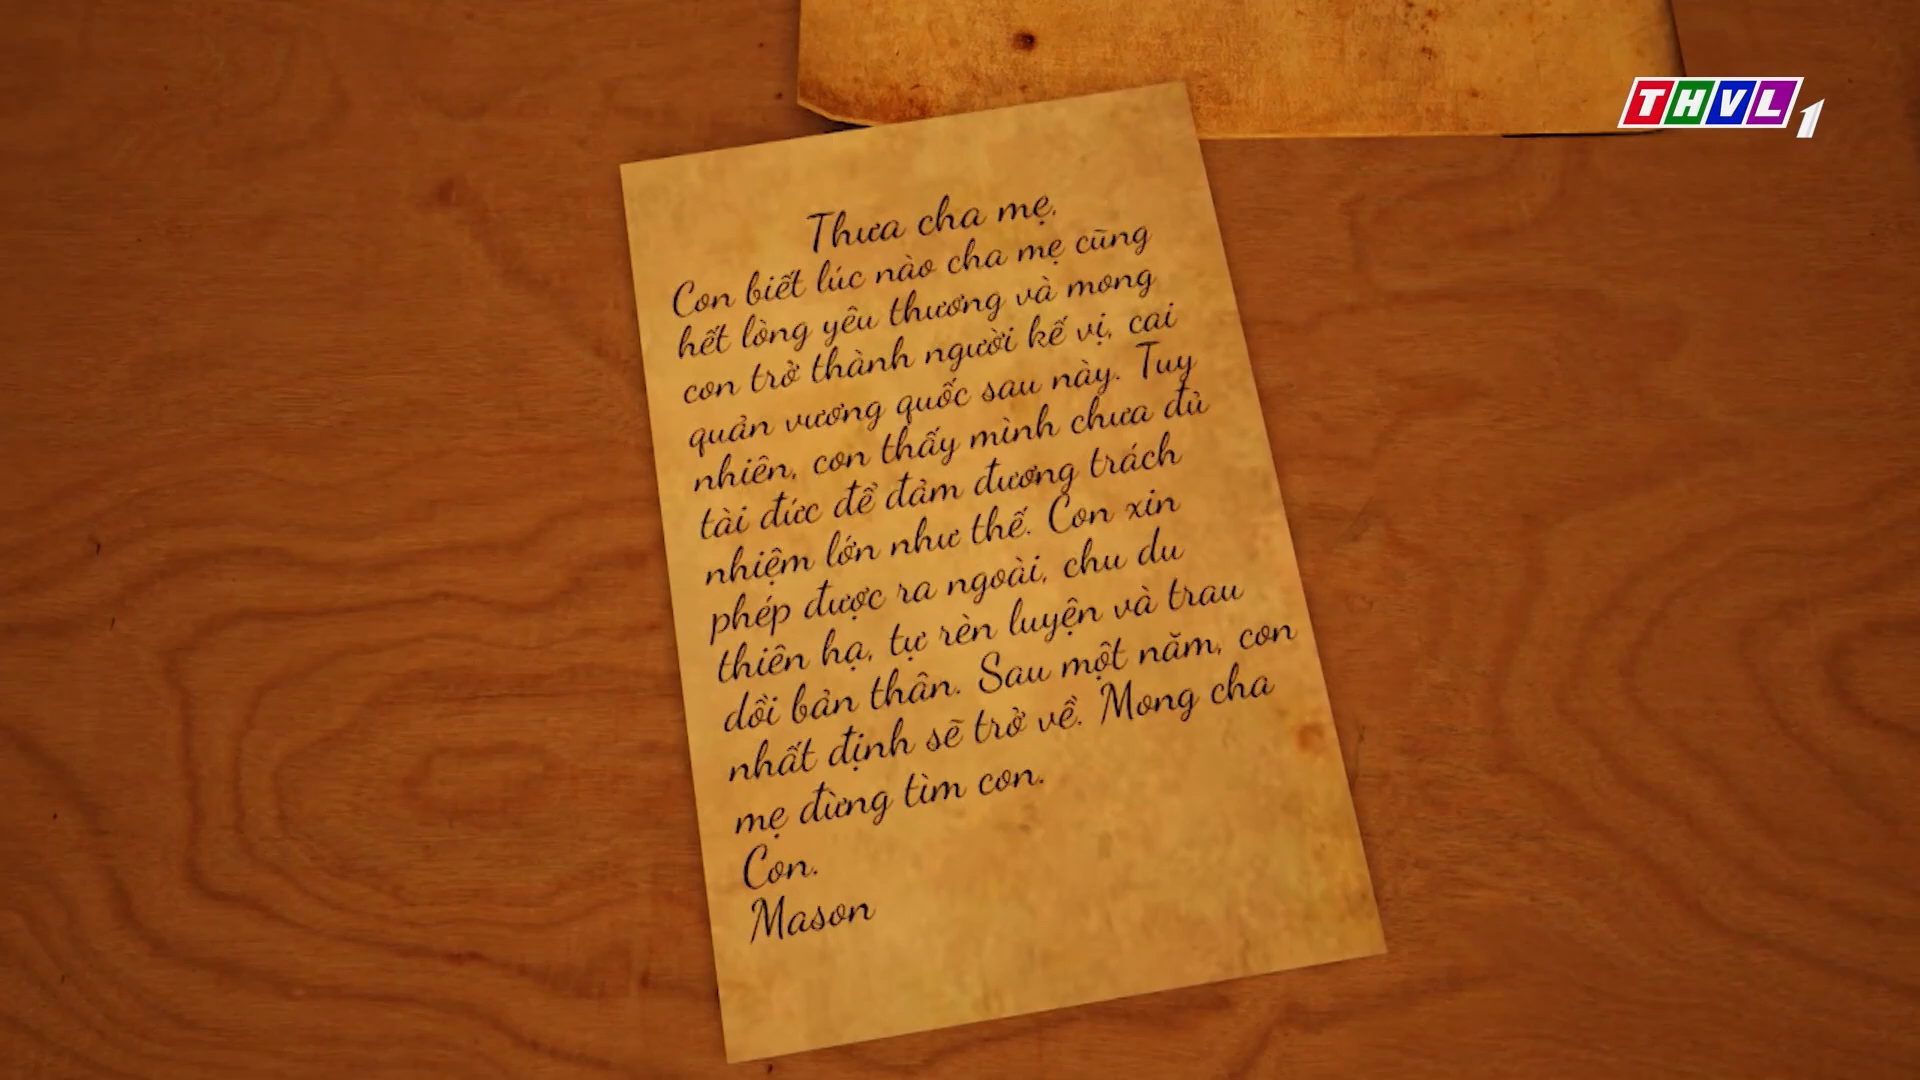 THVL1
Thưa cha mẹ,
Con biết lúc nào cha mẹ cũng
hết lòng yêu thương và mong
con trở thành người kế vị, cai
quản vương quốc sau này. Tuy
nhiên, con thấy mình chưa đủ
tài đức để đảm đương trách
nhiệm lớn như thế. Con xin
phép được ra ngoài, chu du
thiên hạ, tự rèn luyện và trau
dồi bản thân. Sau một năm, con
nhất định sẽ trở về. Mong cha
mẹ đừng tìm con.
Con.
Mason